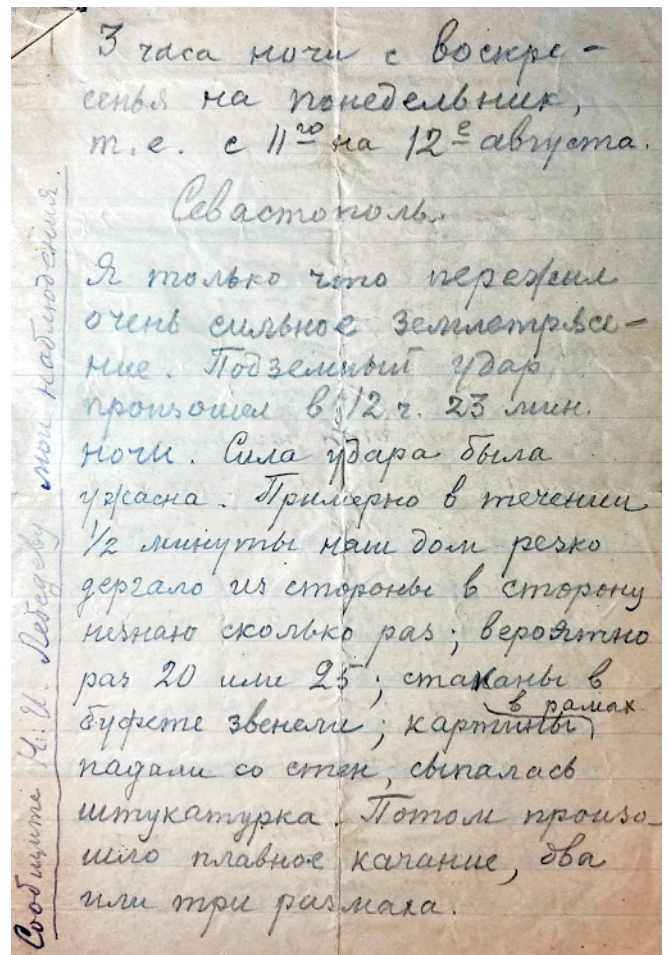 3 часа ночи с воскре-
сенья на понедельник,
т.е. с 11го на 12е августа.
Севастополь.
Я только что пережил
очень сильное землетрясе-
ние. Подземный удар
произошел в 12 ч. 23 мин.
ночи. Сила удара была
ужасна. Примерно в течении
1/2 минуты наш дом резко
дергало из стороны в сторону
незнаю сколько раз; вероятно
раз 20 или 25; стаканы в
буфете звенели; картины
в рамах
падали со стен, сыпалась
штукатурка. Потом произо-
шло плавное качание, два
или три размаха.
Сообщите Н. И. Лебедеву мои наблюдения.